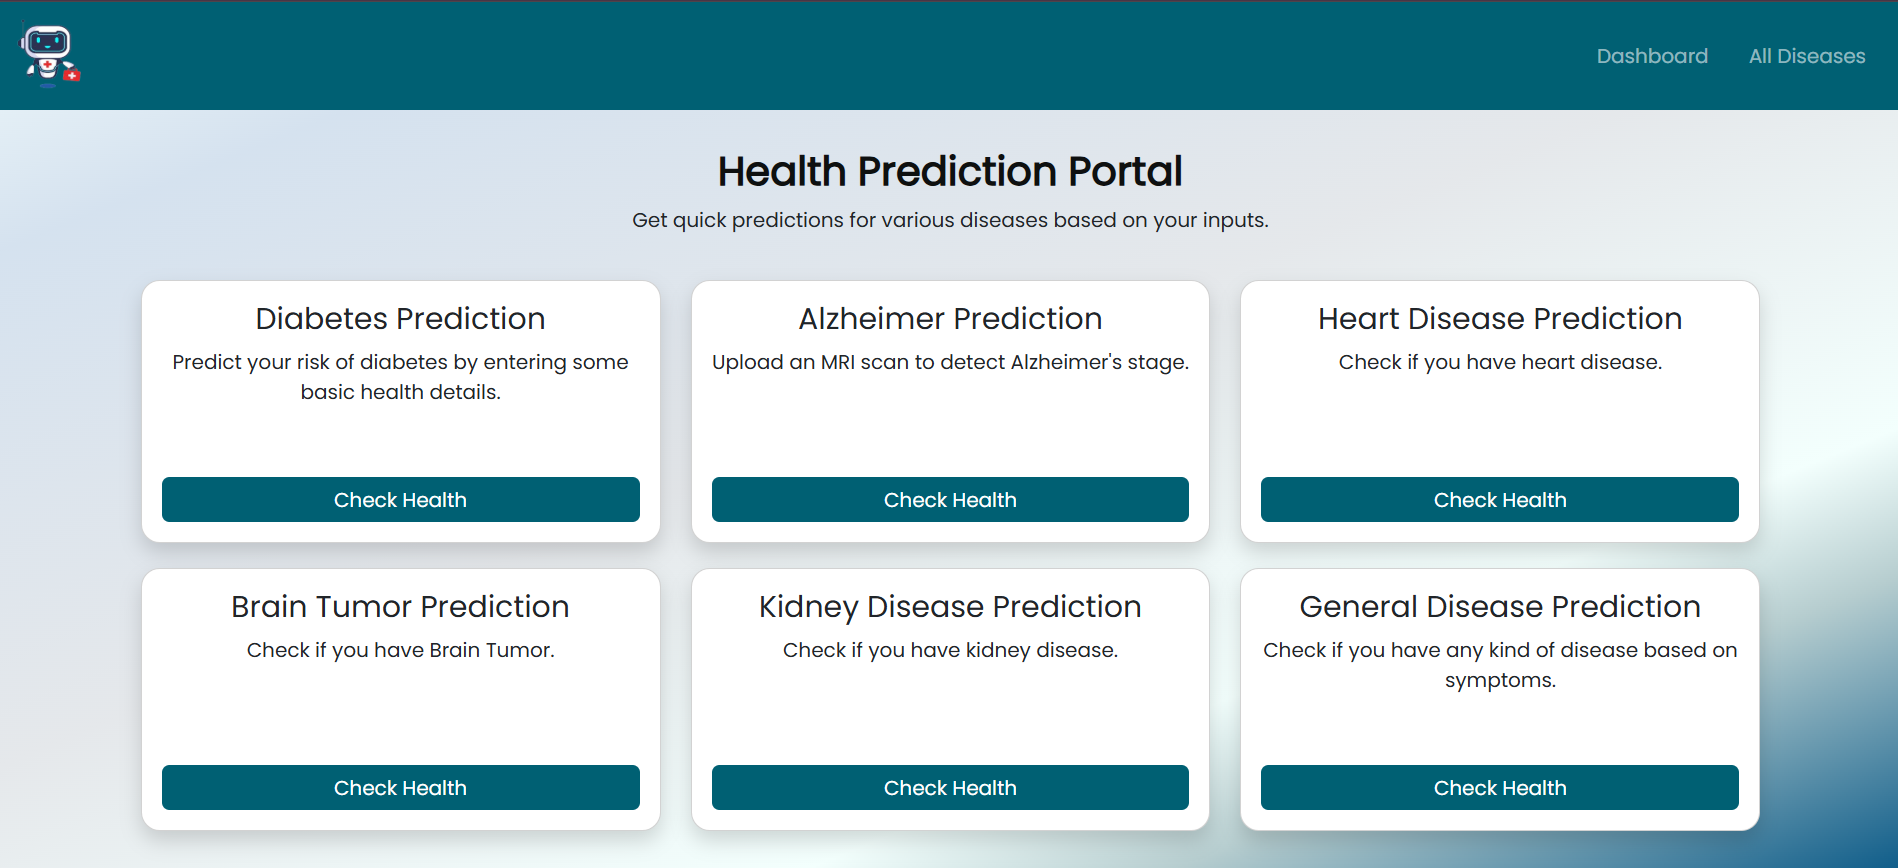 Dashboard All Diseases
Health Prediction Portal
Get quick predictions for various diseases based on your inputs.
Diabetes Prediction
Predict your risk of diabetes by entering some
basic health details.
Check Health
Alzheimer Prediction
Upload an MRI scan to detect Alzheimer's stage.
Check Health
Heart Disease Prediction
Check if you have heart disease.
Check Health
Brain Tumor Prediction
Check if you have Brain Tumor.
Check Health
Kidney Disease Prediction
Check if you have kidney disease.
Check Health
General Disease Prediction
Check if you have any kind of disease based on
symptoms.
Check Health